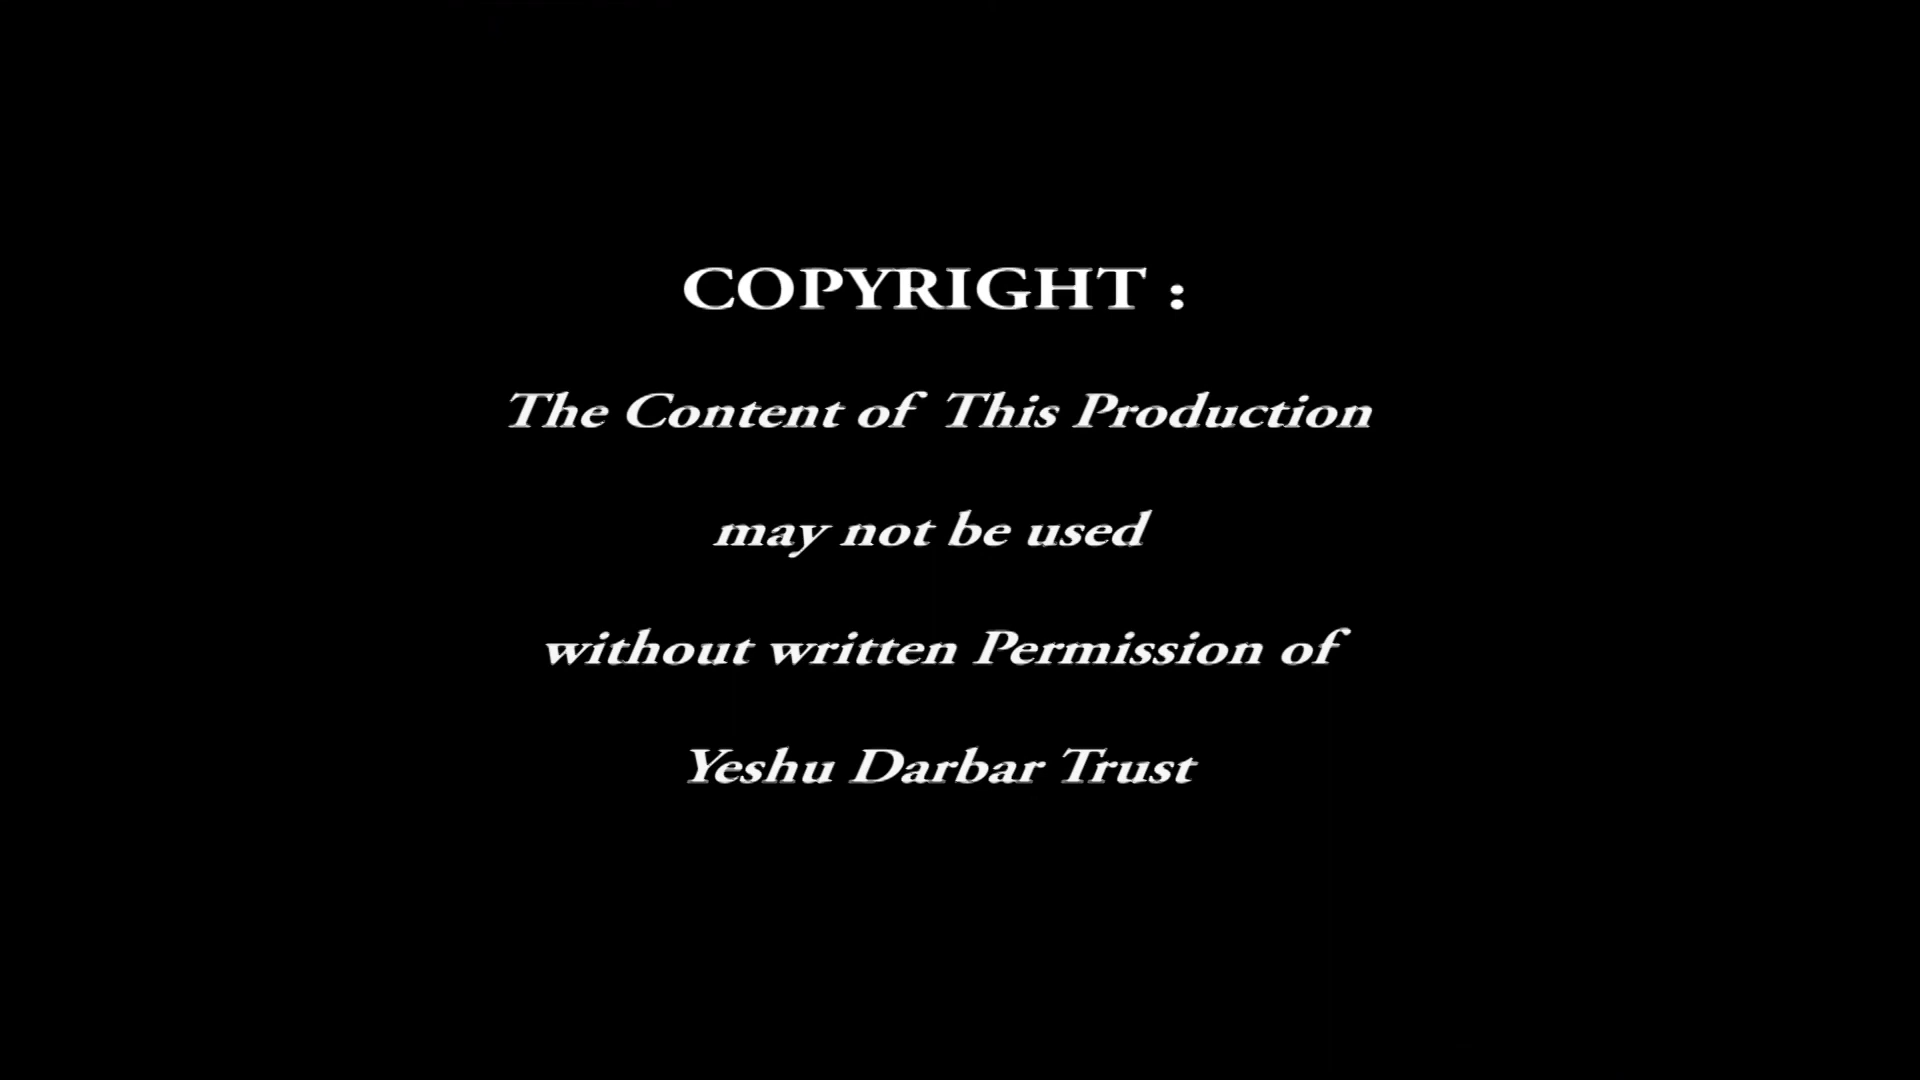 COPYRIGHT :
The Content of This Production
may not be used
without written Permission of
Yeshu Darbar Trust